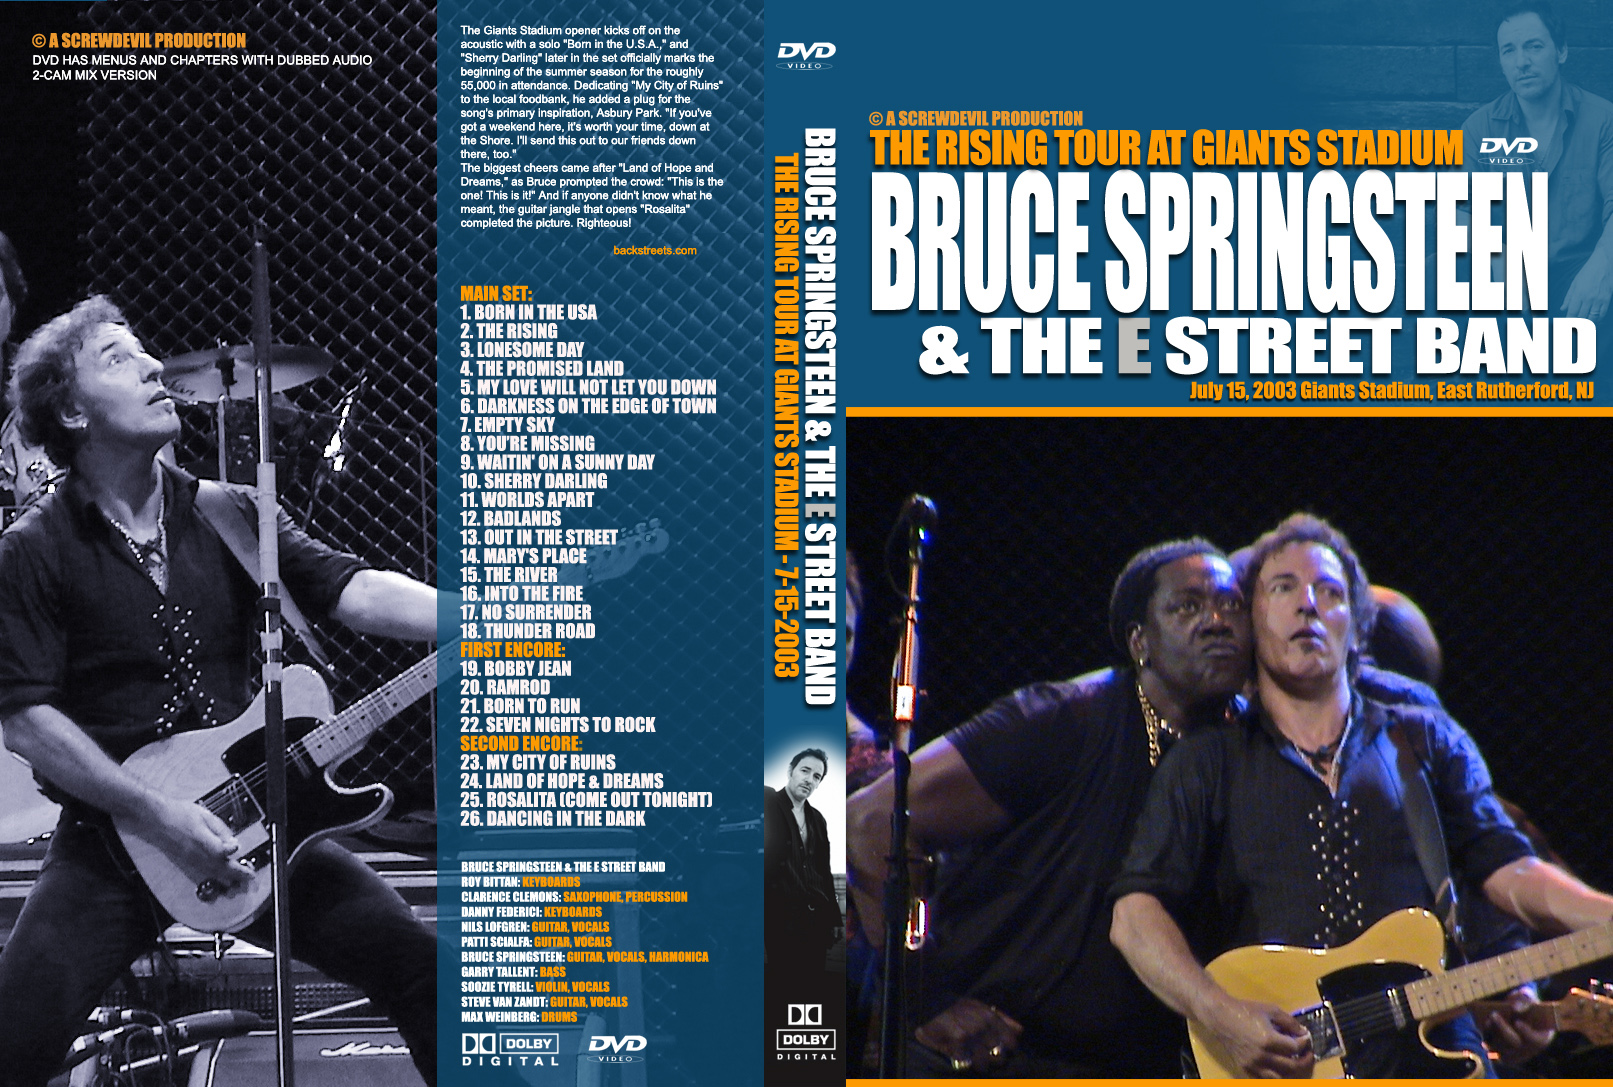 © A SCREWDEVIL PRODUCTION
DVD HAS MENUS AND CHAPTERS WITH DUBBED AUDIO
2-CAM MIX VERSION
The Giants Stadium opener kicks off on the
acoustic with a solo "Born in the U.S.A.," and
"Sherry Darling" later in the set officially marks the
beginning of the summer season for the roughly
55,000 in attendance. Dedicating "My City of Ruins"
to the local foodbank, he added a plug for the
song's primary inspiration, Asbury Park. "If you've
got a weekend here, it's worth your time, down at
the Shore. I'll send this out to our friends down
there, too."
The biggest cheers came after "Land of Hope and
Dreams," as Bruce prompted the crowd: "This is the
one! This is it!" And if anyone didn't know what he
meant, the guitar jangle that opens "Rosalita"
completed the picture. Righteous!
backstreets.com
MAIN SET:
1. BORN IN THE USA
2. THE RISING
3. LONESOME DAY
4. THE PROMISED LAND
5. MY LOVE WILL NOT LET YOU DOWN
6. DARKNESS ON THE EDGE OF TOWN
7. EMPTY SKY
8. YOU'RE MISSING
9. WAITIN' ON A SUNNY DAY
10. SHERRY DARLING
11. WORLDS APART
12. BADLANDS
13. OUT IN THE STREET
14. MARY'S PLACE
15. THE RIVER
16. INTO THE FIRE
17. NO SURRENDER
18. THUNDER ROAD
FIRST ENCORE:
19. BOBBY JEAN
20. RAMROD
21. BORN TO RUN
22. SEVEN NIGHTS TO ROCK
SECOND ENCORE:
23. MY CITY OF RUINS
24. LAND OF HOPE & DREAMS
25. ROSALITA (COME OUT TONIGHT)
26. DANCING IN THE DARK
BRUCE SPRINGSTEEN & THE E STREET BAND
ROY BITTAN: KEYBOARDS
CLARENCE CLEMONS: SAXOPHONE, PERCUSSION
DANNY FEDERICI: KEYBOARDS
NILS LOFGREN: GUITAR, VOCALS
PATTI SCIALFA: GUITAR, VOCALS
BRUCE SPRINGSTEEN: GUITAR, VOCALS, HARMONICA
GARRY TALLENT: BASS
SOOZIE TYRELL: VIOLIN, VOCALS
STEVE VAN ZANDT: GUITAR, VOCALS
MAX WEINBERG: DRUMS
DOLBY
DIGITAL
DVD
VIDEO
DVD
VIDEO
BRUCE SPRINGSTEEN & THE E STREET BAND
THE RISING TOUR AT GIANTS STADIUM - 7-15-2003
DOLBY
DIGITAL
© A SCREWDEVIL PRODUCTION
THE RISING TOUR AT GIANTS STADIUM
DVD
VIDEO
BRUCE SPRINGSTEEN
& THE E STREET BAND
July 15, 2003 Giants Stadium, East Rutherford, NJ